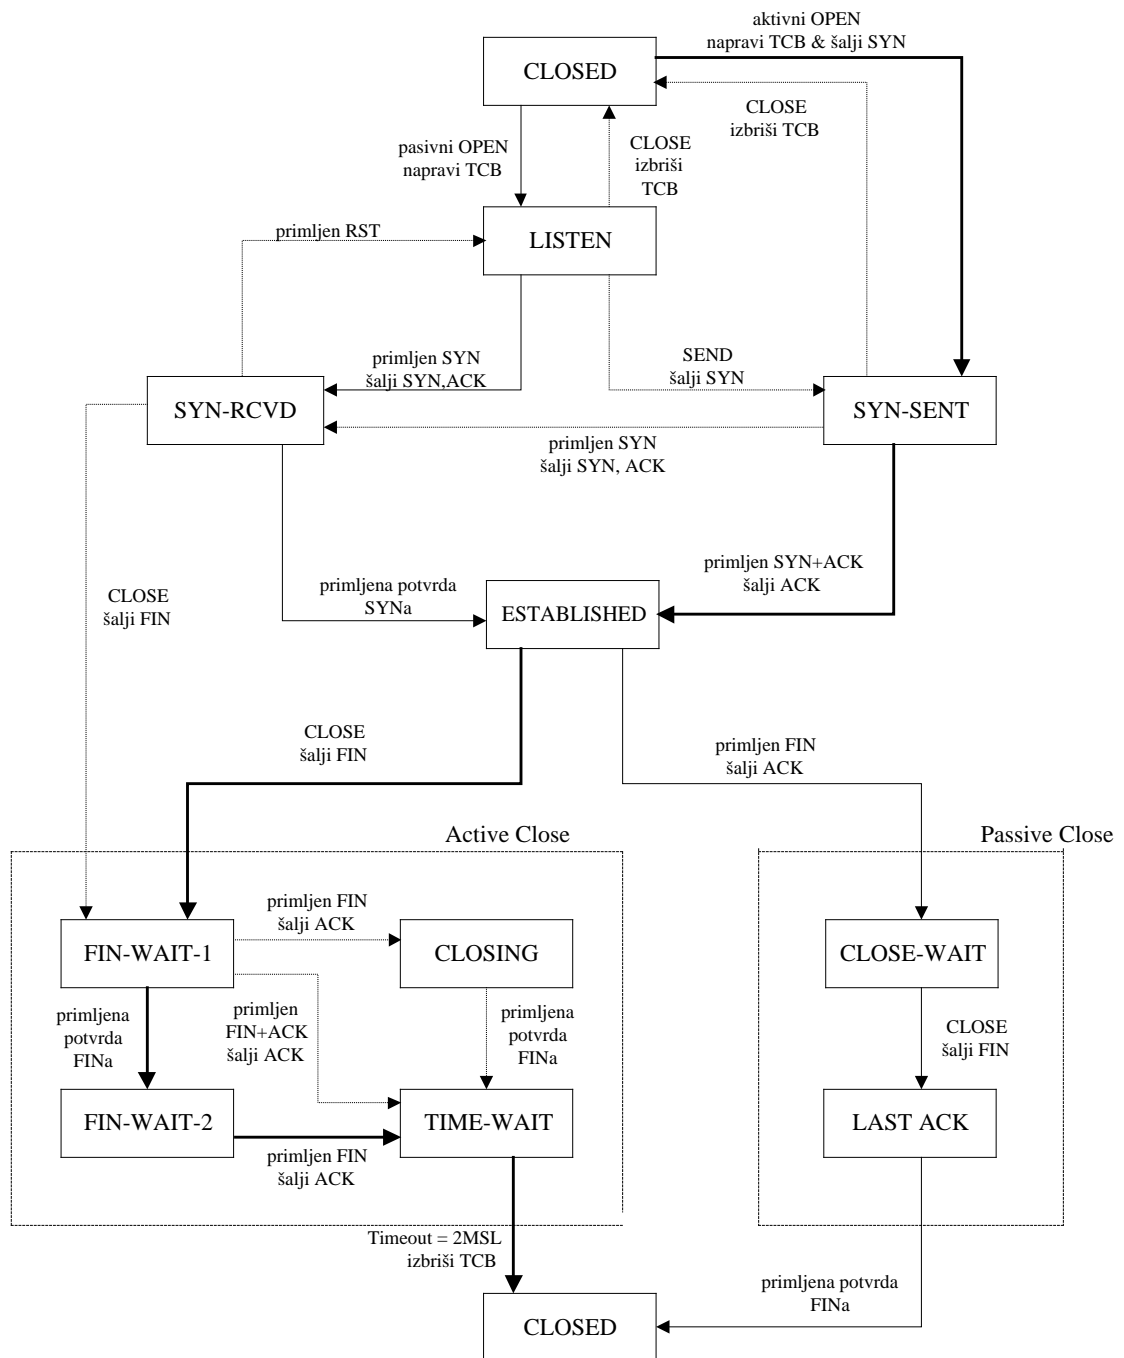 aktivni OPEN
napravi TCB & šalji SYN
CLOSED
CLOSE
izbriši TCB
pasivni OPEN
napravi TCB
CLOSE
izbriši
TCB
primljen RST
LISTEN
primljen SYN
šalji SYN,ACK
SEND
šalji SYN
SYN-RCVD
SYN-SENT
primljen SYN
šalji SYN, ACK
primljen SYN+ACK
šalji ACK
CLOSE
šalji FIN
primljena potvrda
SYNa
ESTABLISHED
CLOSE
šalji FIN
primljen FIN
šalji ACK
Active Close
Passive Close
primljen FIN
šalji ACK
FIN-WAIT-1
CLOSING
CLOSE-WAIT
primljena
potvrda
FINa
primljen
FIN+ACK
šalji ACK
primljena
potvrda
FINa
CLOSE
šalji FIN
FIN-WAIT-2
TIME-WAIT
LAST ACK
primljen FIN
šalji ACK
Timeout = 2MSL
izbriši TCB
primljena potvrda
FINa
CLOSED